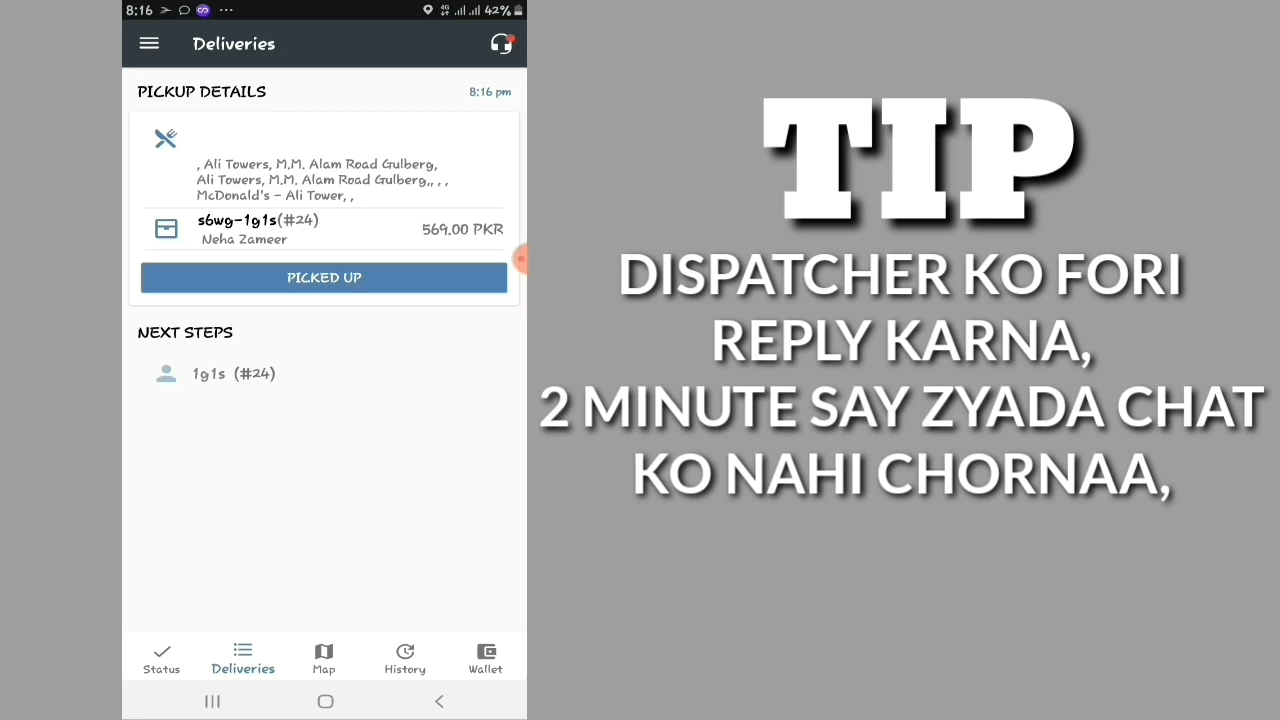 8:16
4G
42%
Deliveries
PICKUP DETAILS
8:16 pm
, Ali Towers, M.M. Alam Road Gulberg,
Ali Towers, M.M. Alam Road Gulberg,, , ,
McDonald's - Ali Tower, ,
s6wg-1g1s(#24)
569.00 PKR
Neha Zameer
PICKED UP
NEXT STEPS
1g1s (#24)
Status
Deliveries
Map
History
Wallet
TIP
DISPATCHER KO FORI
REPLY KARNA,
2 MINUTE SAY ZYADA CHAT
KO NAHI CHORNAA,